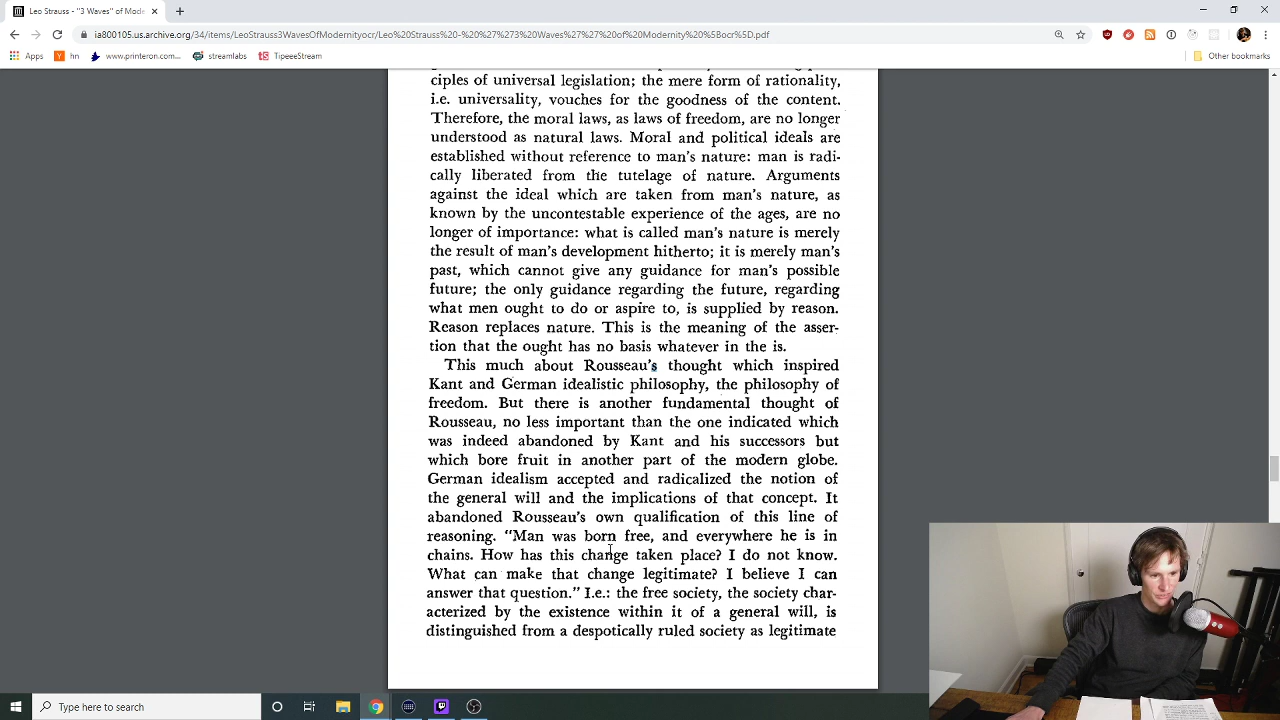 Leo Strauss - "3 Waves" of Mode
ia800105.us.archive.org/34/items/LeoStrauss3WavesOfModernityocr/Leo%20Strauss%20-%20%27%273%20Waves%27%27%20of%20Modernity%20%5Bocr%5D.pdf
Apps hn www.printeron.com... streamlabs TipeeeStream Other bookmarks
ciples of universal legislation; the mere form of rationality,
i.e. universality, vouches for the goodness of the content.
Therefore, the moral laws, as laws of freedom, are no longer
understood as natural laws. Moral and political ideals are
established without reference to man's nature: man is radi-
cally liberated from the tutelage of nature. Arguments
against the ideal which are taken from man's nature, as
known by the uncontestable experience of the ages, are no
longer of importance: what is called man's nature is merely
the result of man's development hitherto; it is merely man's
past, which cannot give any guidance for man's possible
future; the only guidance regarding the future, regarding
what men ought to do or aspire to, is supplied by reason.
Reason replaces nature. This is the meaning of the asser-
tion that the ought has no basis whatever in the is.
This much about Rousseau's thought which inspired
Kant and German idealistic philosophy, the philosophy of
freedom. But there is another fundamental thought of
Rousseau, no less important than the one indicated which
was indeed abandoned by Kant and his successors but
which bore fruit in another part of the modern globe.
German idealism accepted and radicalized the notion of
the general will and the implications of that concept. It
abandoned Rousseau's own qualification of this line of
reasoning. "Man was born free, and everywhere he is in
chains. How has this change taken place? I do not know.
What can make that change legitimate? I believe I can
answer that question." I.e.: the free society, the society char-
acterized by the existence within it of a general will, is
distinguished from a despotically ruled society as legitimate
Type here to search